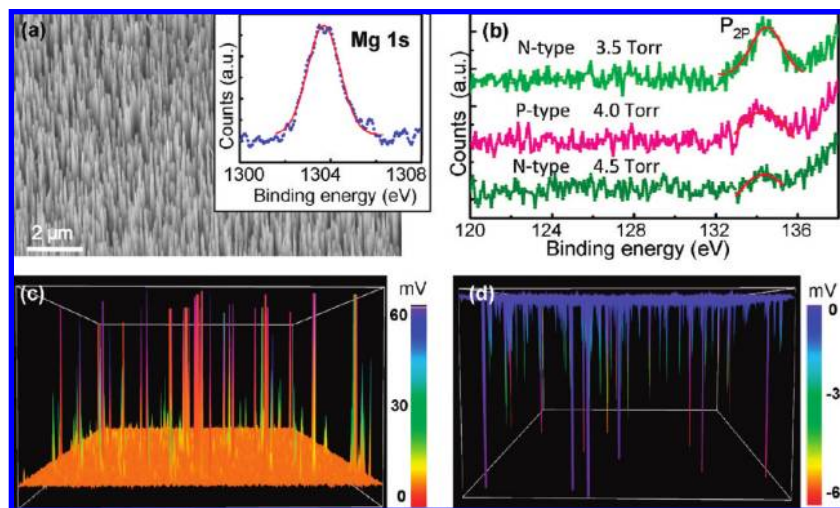 (a)
Mg 1s
Counts (a.u.)
1300 1304 1308
Binding energy (eV)
2 µm
(b)
P2P
N-type 3.5 Torr
P-type 4.0 Torr
N-type 4.5 Torr
Counts (a.u.)
120 124 128 132 136
Binding energy (eV)
(c)
mV
60
30
0
(d)
mV
0
-3
-6